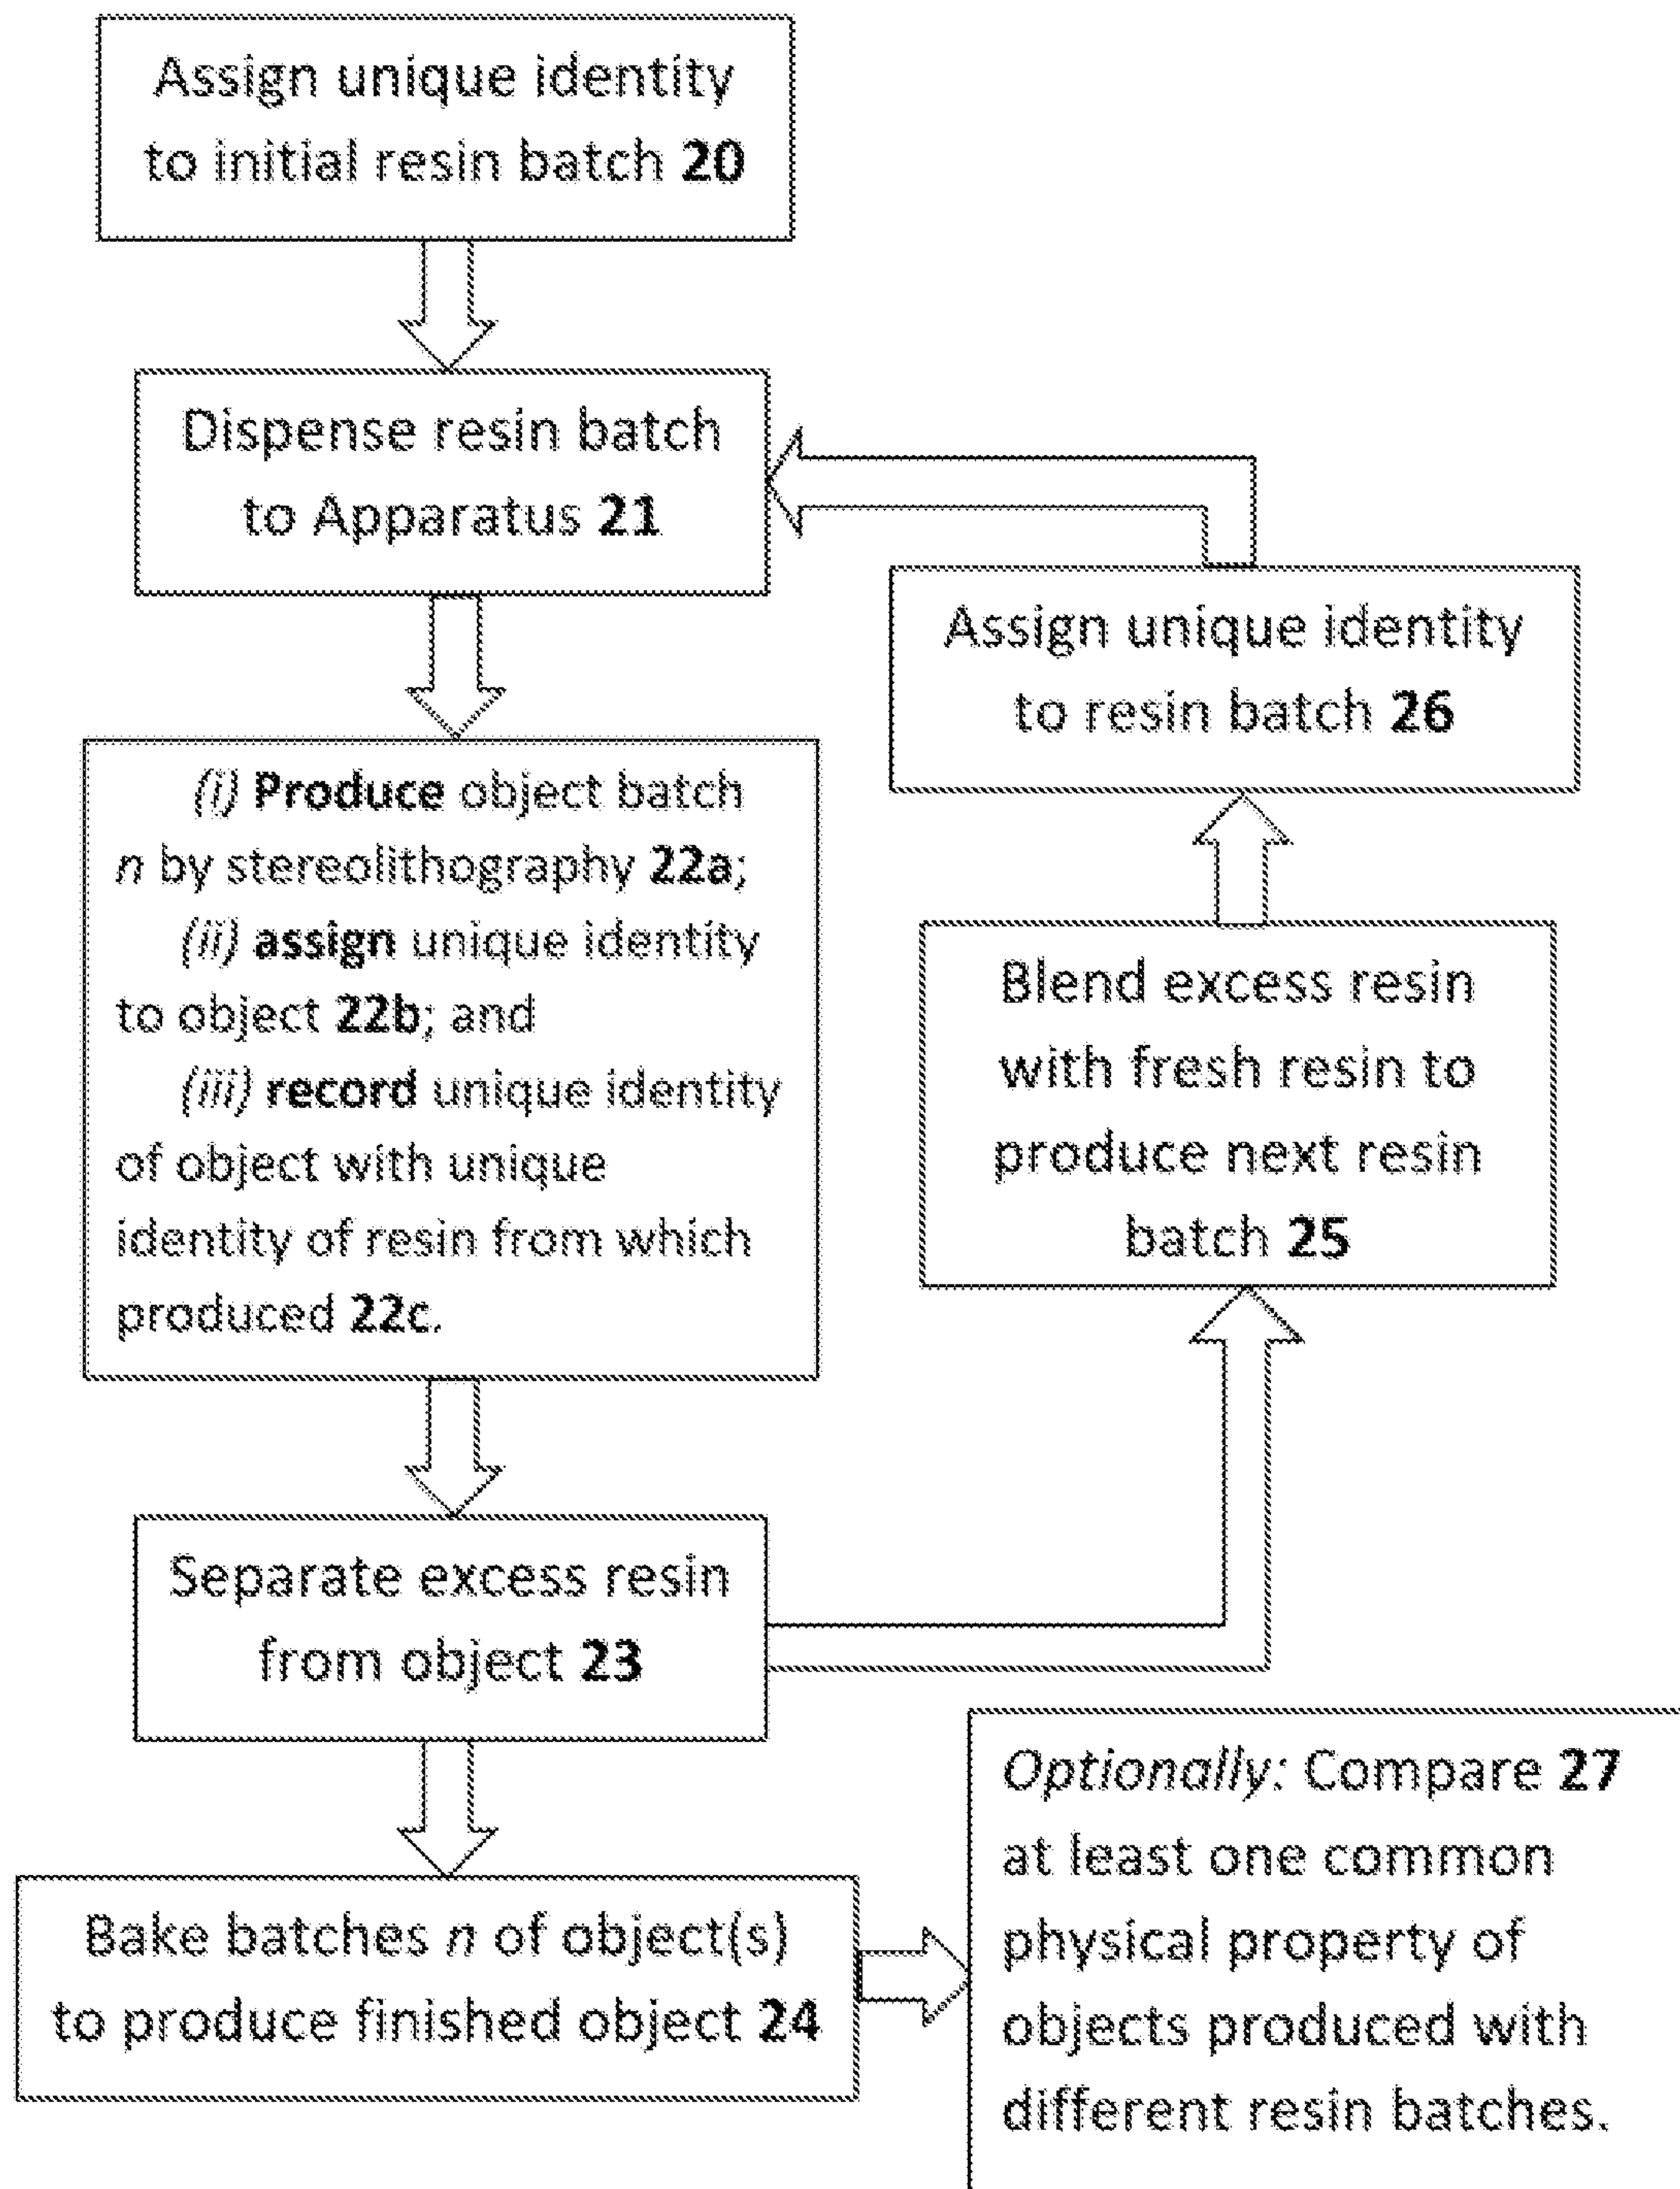 Assign unique identity
to initial resin batch 20
Dispense resin batch
to Apparatus 21
(i) Produce object batch
n by stereolithography 22a;
(ii) assign unique identity
to object 22b; and
(iii) record unique identity
of object with unique
identity of resin from which
produced 22c.
Separate excess resin
from object 23
Bake batches n of object(s)
to produce finished object 24
Assign unique identity
to resin batch 26
Blend excess resin
with fresh resin to
produce next resin
batch 25
Optionally: Compare 27
at least one common
physical property of
objects produced with
different resin batches.